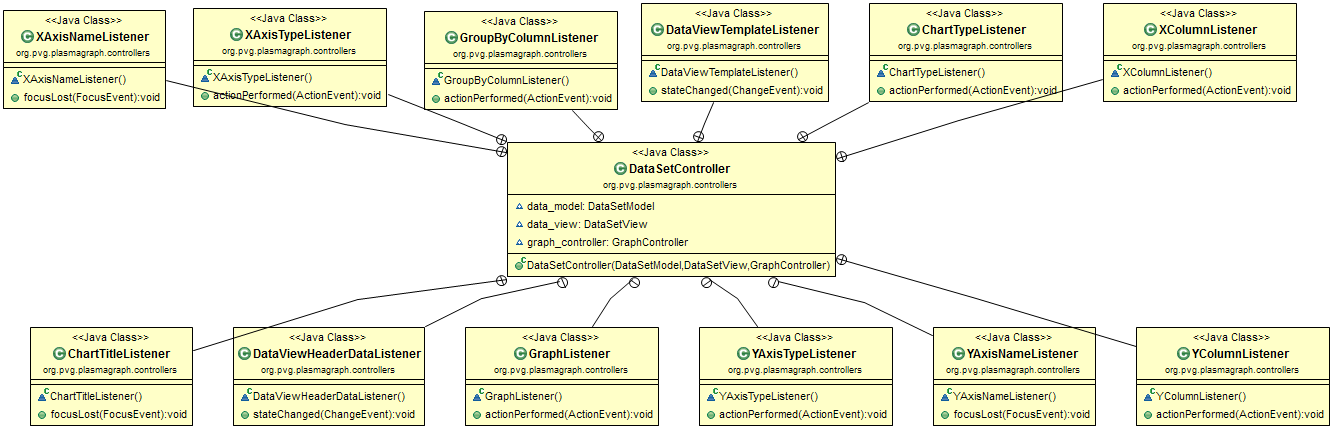 <<Java Class>>
XAxisNameListener
org.pvg.plasmagraph.controllers
XAxisNameListener()
focusLost(FocusEvent):void
<<Java Class>>
XAxisTypeListener
org.pvg.plasmagraph.controllers
XAxisTypeListener()
actionPerformed(ActionEvent):void
<<Java Class>>
GroupByColumnListener
org.pvg.plasmagraph.controllers
GroupByColumnListener()
actionPerformed(ActionEvent):void
<<Java Class>>
DataViewTemplateListener
org.pvg.plasmagraph.controllers
DataViewTemplateListener()
stateChanged(ChangeEvent):void
<<Java Class>>
ChartTypeListener
org.pvg.plasmagraph.controllers
ChartTypeListener()
actionPerformed(ActionEvent):void
<<Java Class>>
XColumnListener
org.pvg.plasmagraph.controllers
XColumnListener()
actionPerformed(ActionEvent):void
<<Java Class>>
DataSetController
org.pvg.plasmagraph.controllers
data_model: DataSetModel
data_view: DataSetView
graph_controller: GraphController
DataSetController(DataSetModel,DataSetView,GraphController)
<<Java Class>>
ChartTitleListener
org.pvg.plasmagraph.controllers
ChartTitleListener()
focusLost(FocusEvent):void
<<Java Class>>
DataViewHeaderDataListener
org.pvg.plasmagraph.controllers
DataViewHeaderDataListener()
stateChanged(ChangeEvent):void
<<Java Class>>
GraphListener
org.pvg.plasmagraph.controllers
GraphListener()
actionPerformed(ActionEvent):void
<<Java Class>>
YAxisTypeListener
org.pvg.plasmagraph.controllers
YAxisTypeListener()
actionPerformed(ActionEvent):void
<<Java Class>>
YAxisNameListener
org.pvg.plasmagraph.controllers
YAxisNameListener()
focusLost(FocusEvent):void
<<Java Class>>
YColumnListener
org.pvg.plasmagraph.controllers
YColumnListener()
actionPerformed(ActionEvent):void